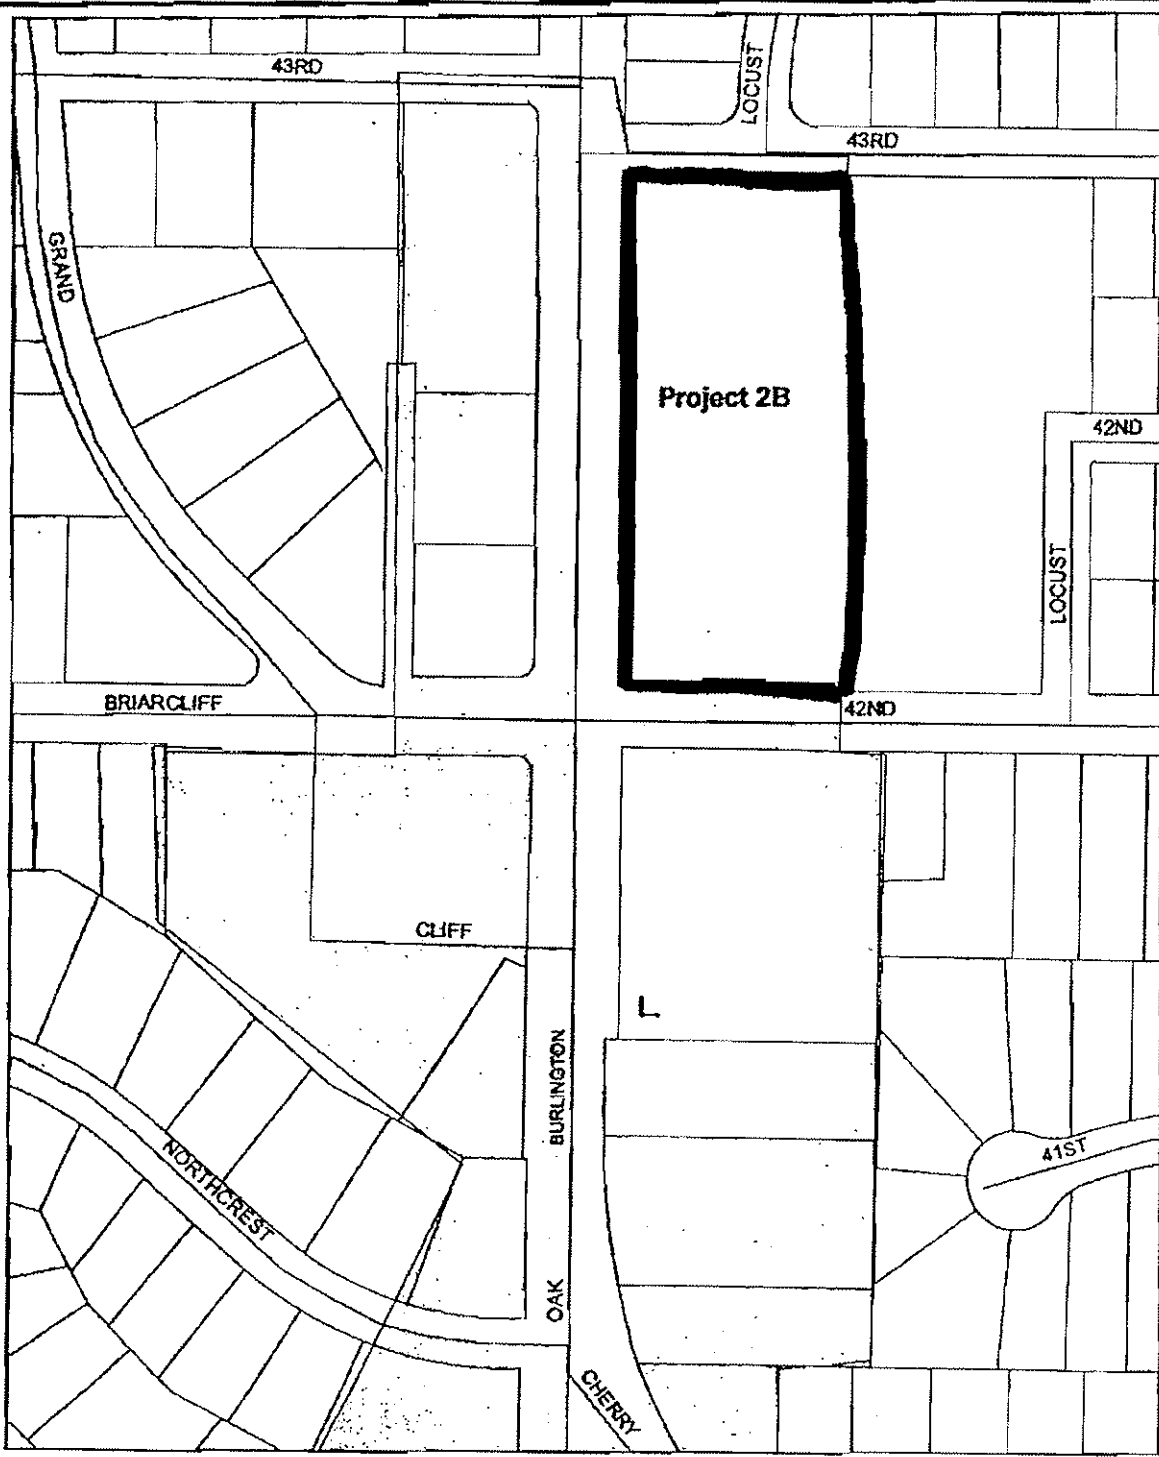 43RD
LOCUST
43RD
GRAND
Project 2B
42ND
LOCUST
BRIARCLIFF
42ND
CLIFF
BURLINGTON
NORTHCREST
41ST
OAK
CHERRY